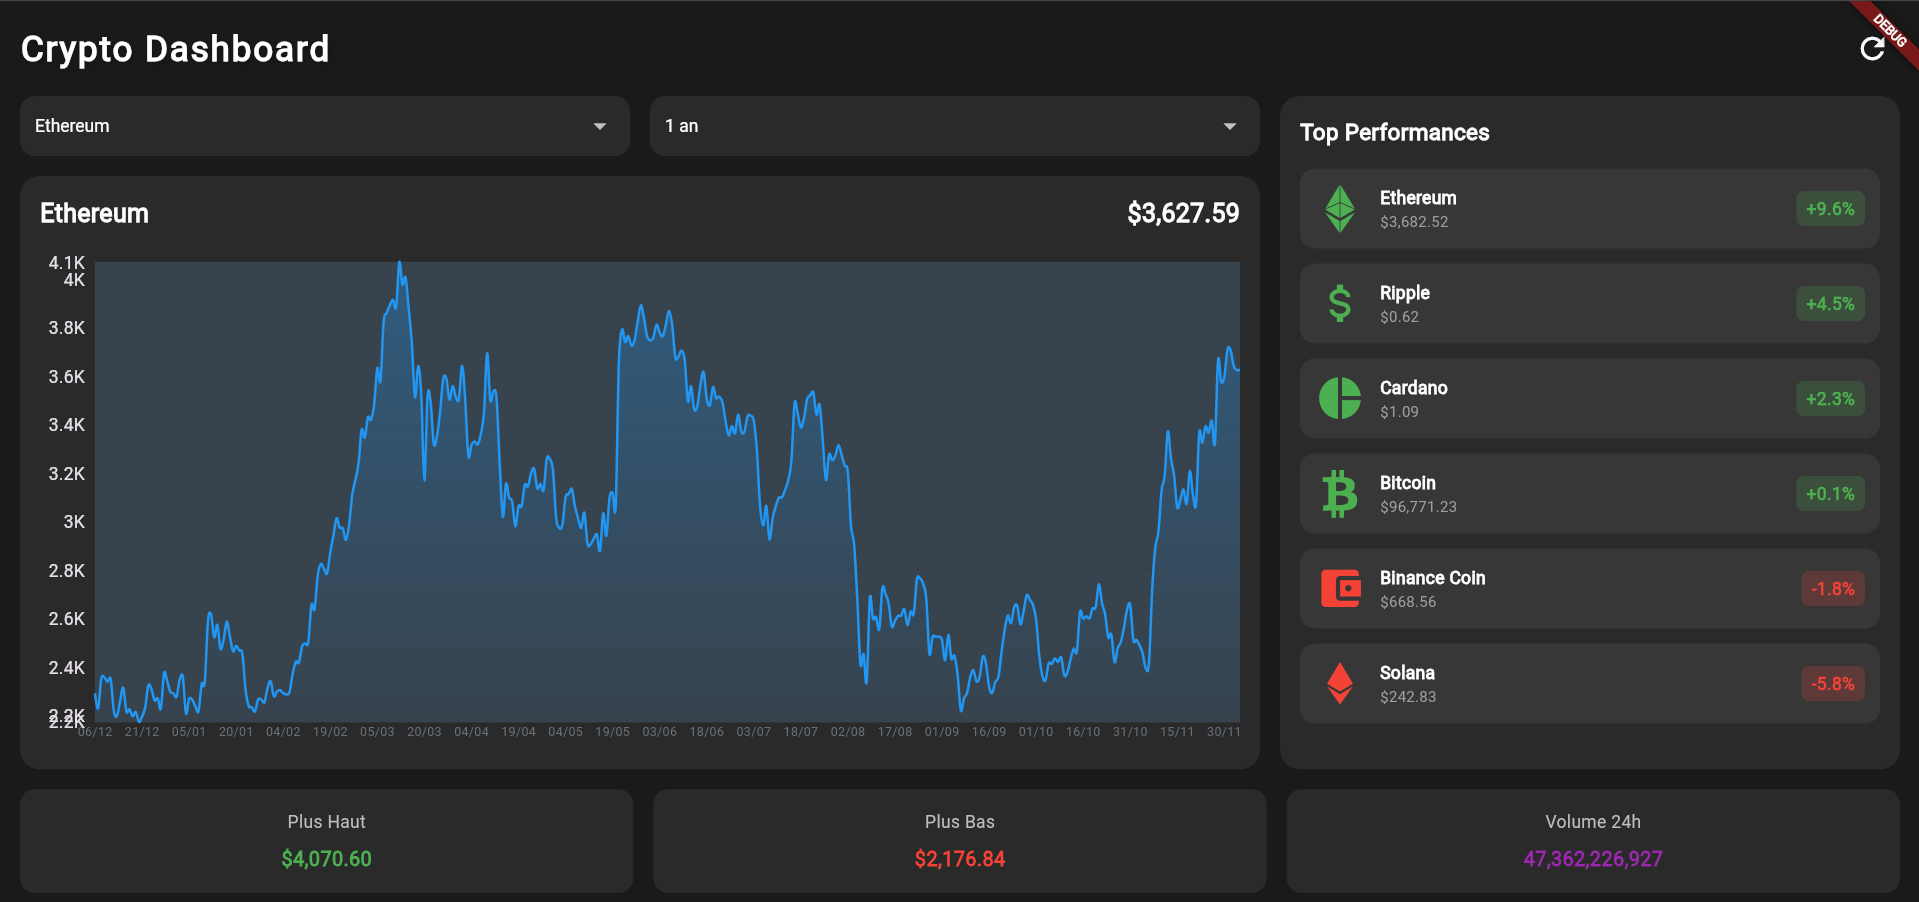 Crypto Dashboard
DEBUG
Ethereum
1 an
Ethereum
$3,627.59
4.1K
4K
3.8K
3.6K
3.4K
3.2K
3K
2.8K
2.6K
2.4K
2.2K
2.2K
06/12 21/12 05/01 20/01 04/02 19/02 05/03 20/03 04/04 19/04 04/05 19/05 03/06 18/06 03/07 18/07 02/08 17/08 01/09 16/09 01/10 16/10 31/10 15/11 30/11
Top Performances
Ethereum
$3,682.52
+9.6%
Ripple
$0.62
+4.5%
Cardano
$1.09
+2.3%
Bitcoin
$96,771.23
+0.1%
Binance Coin
$668.56
-1.8%
Solana
$242.83
-5.8%
Plus Haut
$4,070.60
Plus Bas
$2,176.84
Volume 24h
47,362,226,927